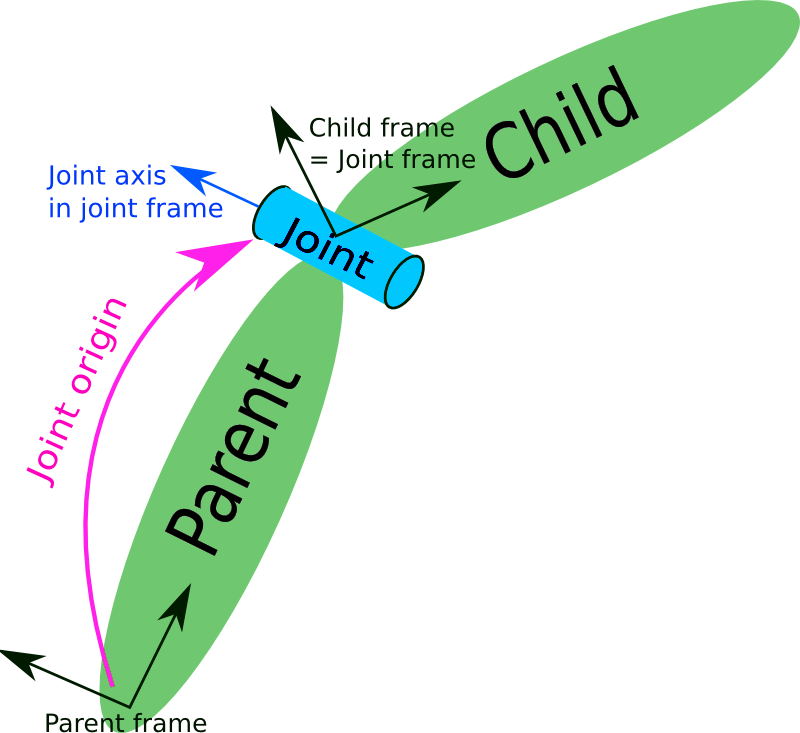 Child
Child frame
= Joint frame
Joint axis
in joint frame
Joint
Joint origin
Parent
Parent frame